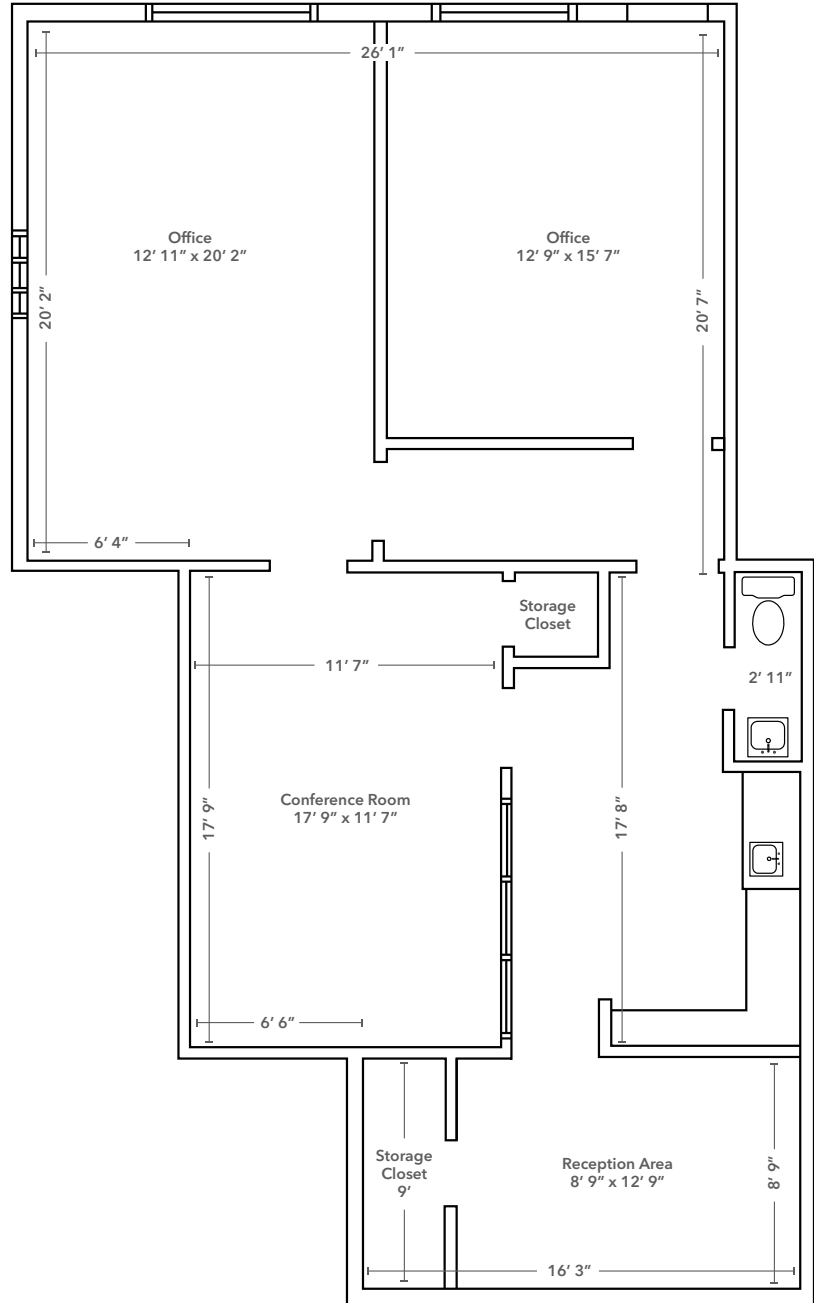 26’ 1”
Office
12’ 11” x 20’ 2”
Office
12’ 9” x 15’ 7”
20’ 2”
20’ 7”
6’ 4”
Storage
Closet
11’ 7”
2’ 11”
Conference Room
17’ 9” x 11’ 7”
17’ 9”
17’ 8”
6’ 6”
Storage
Closet
9’
Reception Area
8’ 9” x 12’ 9”
8’ 9”
16’ 3”